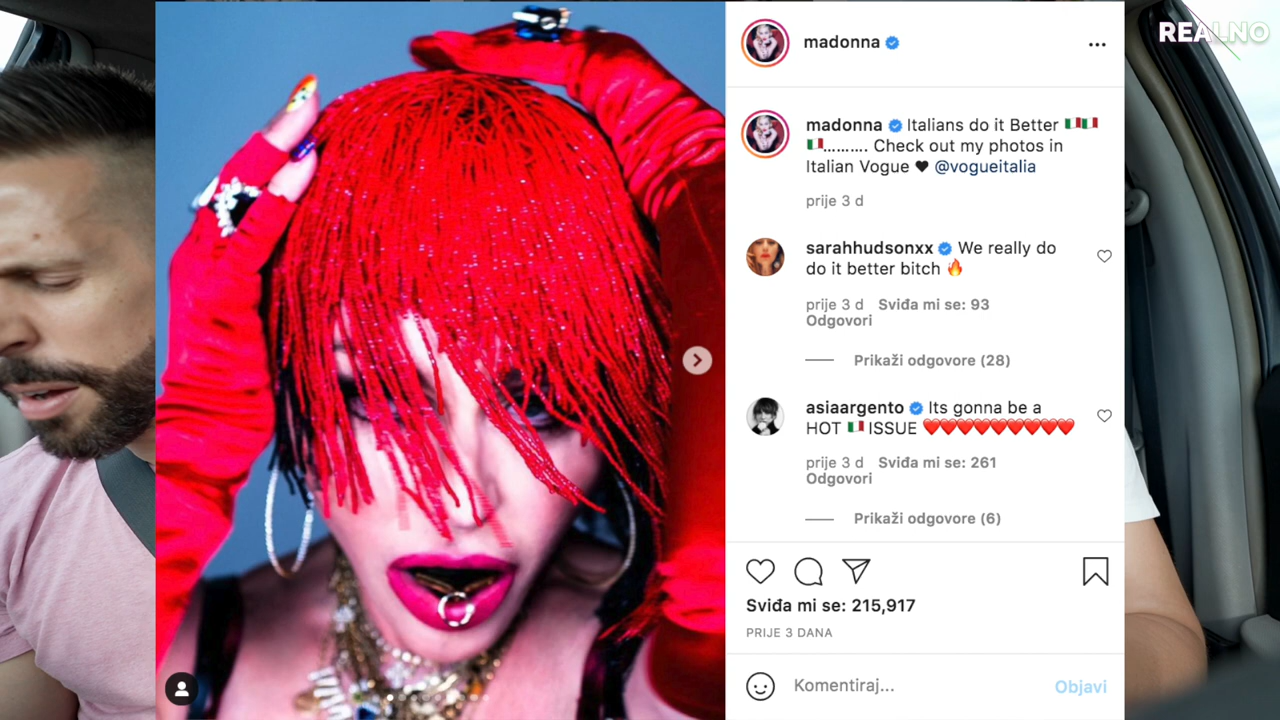 REALNO
madonna
madonna Italians do it Better 🇮🇹🇮🇹
🇮🇹.......... Check out my photos in
Italian Vogue ♥ @vogueitalia
prije 3 d
sarahhudsonxx We really do
do it better bitch 🔥
prije 3 d Sviđa mi se: 93
Odgovori
Prikaži odgovore (28)
asiaargento Its gonna be a
HOT 🇮🇹 ISSUE ❤️❤️❤️❤️❤️❤️❤️❤️❤️❤️
prije 3 d Sviđa mi se: 261
Odgovori
Prikaži odgovore (6)
Sviđa mi se: 215,917
PRIJE 3 DANA
Komentiraj...
Objavi